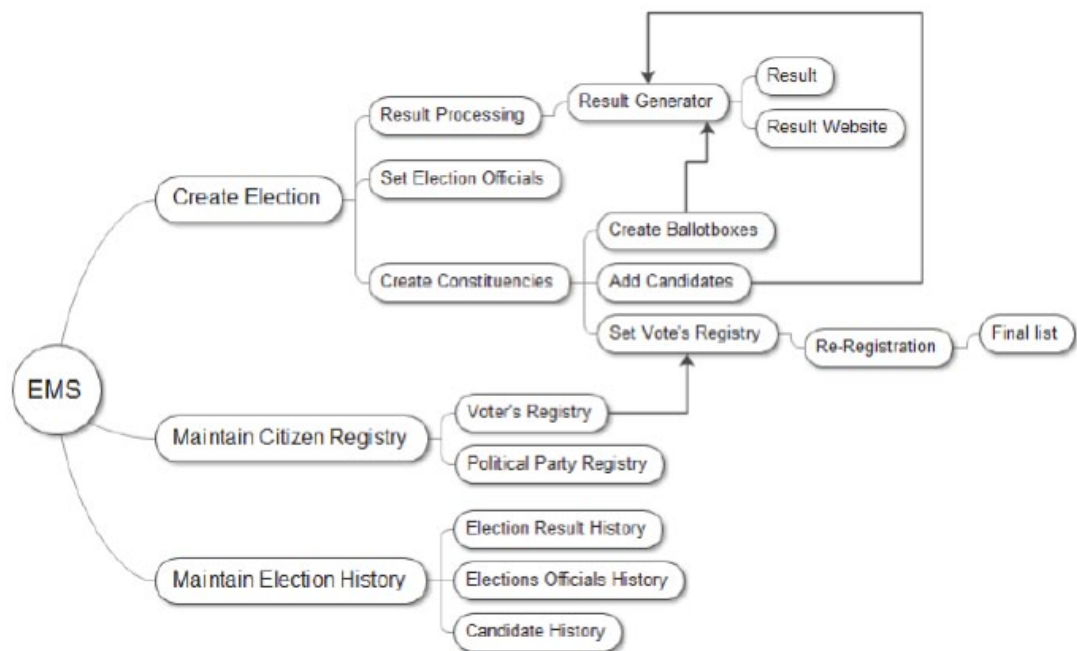 Result
Result Generator
Result Processing
Result Website
Set Election Officials
Create Election
Create Ballotboxes
Create Constituencies
Add Candidates
Set Vote's Registry
Re-Registration
Final list
EMS
Voter's Registry
Maintain Citizen Registry
Political Party Registry
Election Result History
Maintain Election History
Elections Officials History
Candidate History